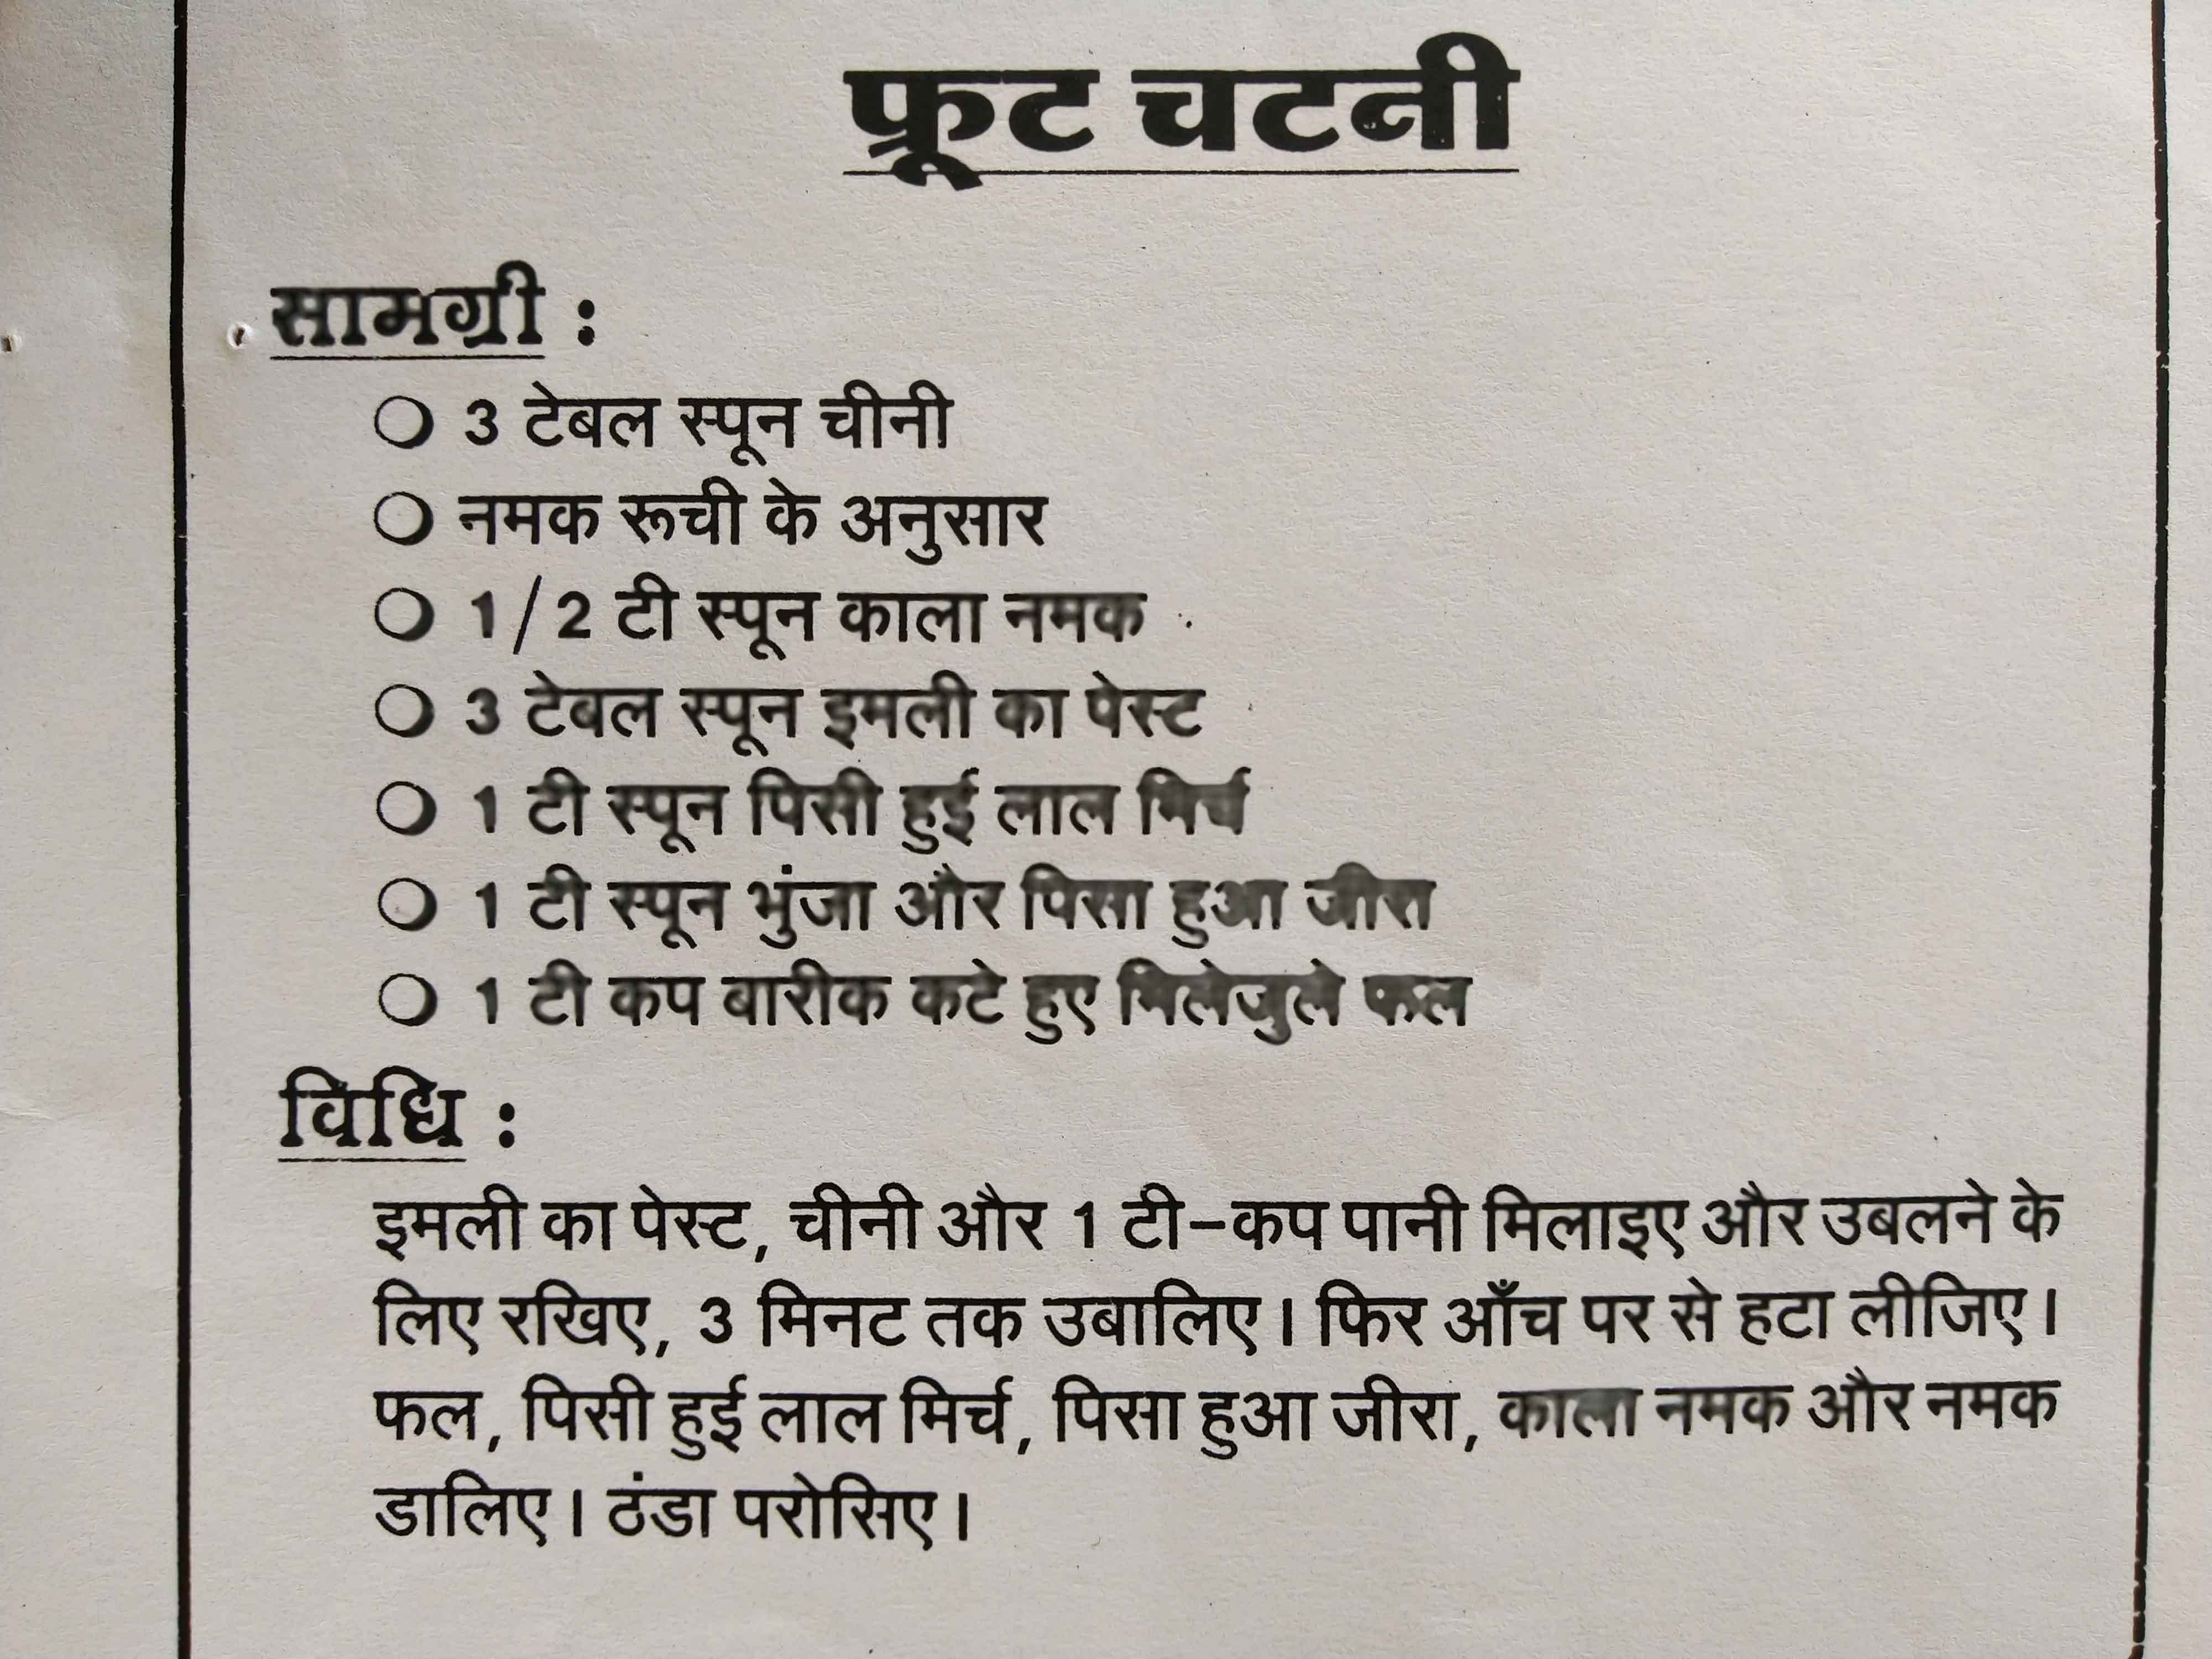 फ्रूट चटनी
सामग्री :
○ 3 टेबल स्पून चीनी
○ नमक रूची के अनुसार
○ 1/2 टी स्पून काला नमक
○ 3 टेबल स्पून इमली का पेस्ट
○ 1 टी स्पून पिसी हुई लाल मिर्च
○ 1 टी स्पून भुंजा और पिसा हुआ जीरा
○ 1 टी कप बारीक कटे हुए मिलेजुले फल
विधि :
इमली का पेस्ट, चीनी और 1 टी-कप पानी मिलाइए और उबलने के
लिए रखिए, 3 मिनट तक उबालिए। फिर आँच पर से हटा लीजिए।
फल, पिसी हुई लाल मिर्च, पिसा हुआ जीरा, काला नमक और नमक
डालिए। ठंडा परोसिए।